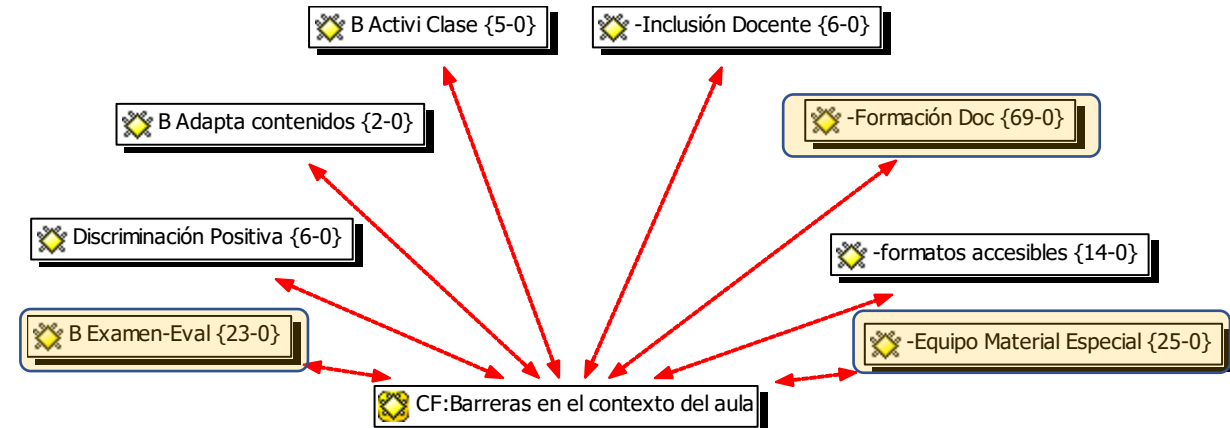 B Activi Clase {5-0}
-Inclusión Docente {6-0}
B Adapta contenidos {2-0}
-Formación Doc {69-0}
Discriminación Positiva {6-0}
-formatos accesibles {14-0}
B Examen-Eval {23-0}
-Equipo Material Especial {25-0}
CF:Barreras en el contexto del aula